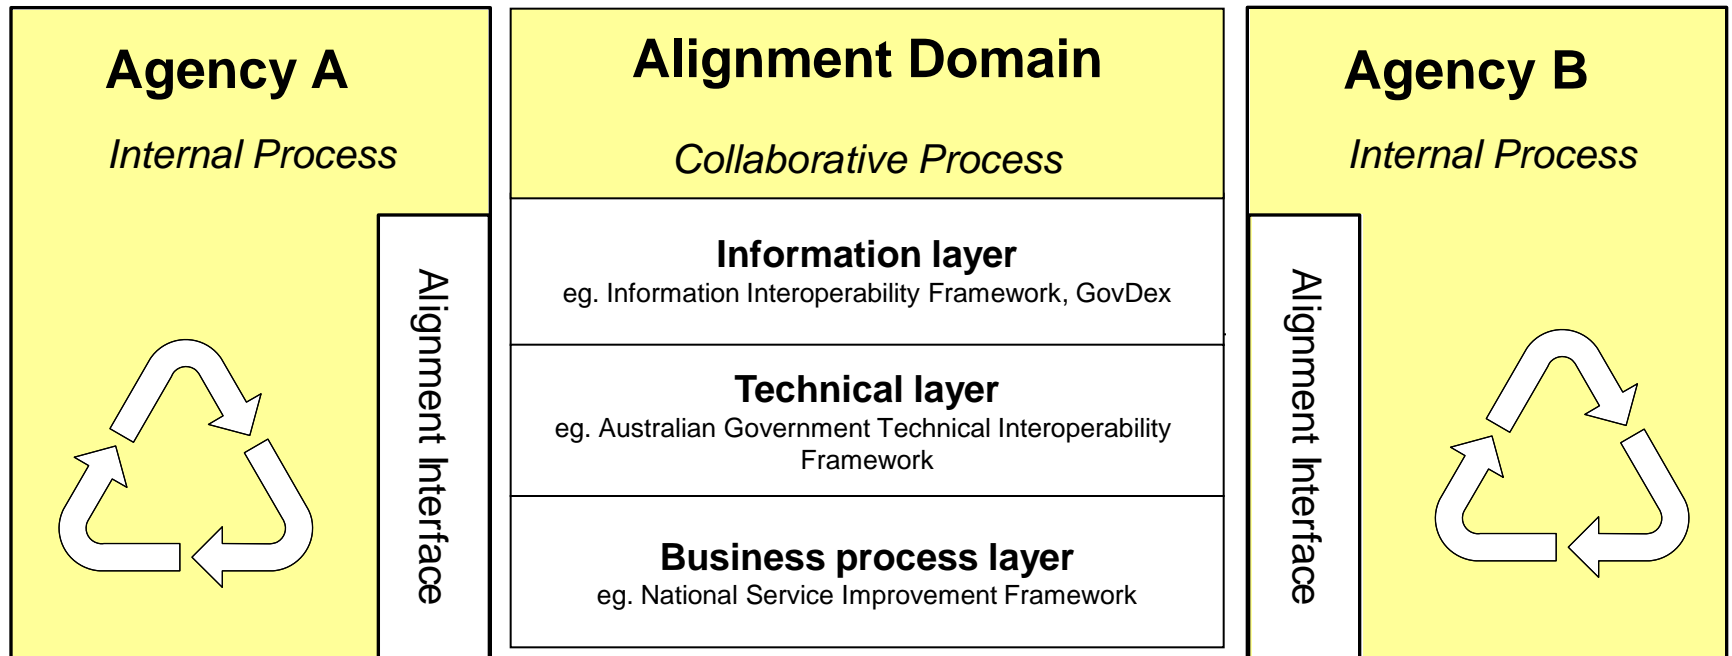 Agency A
Internal Process
Alignment Interface
Alignment Domain
Collaborative Process
Information layer
eg. Information Interoperability Framework, GovDex
Technical layer
eg. Australian Government Technical Interoperability
Framework
Business process layer
eg. National Service Improvement Framework
Agency B
Internal Process
Alignment Interface